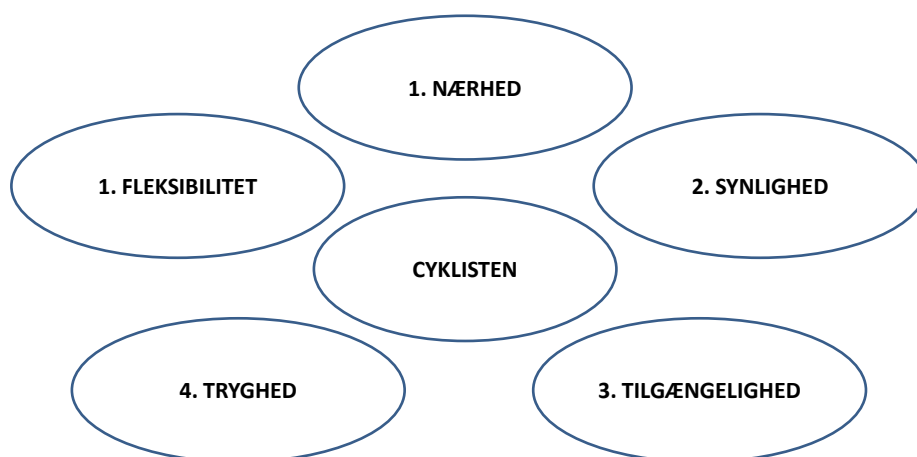 1. NÆRHED
1. FLEKSIBILITET
2. SYNLIGHED
CYKLISTEN
4. TRYGHED
3. TILGÆNGELIGHED